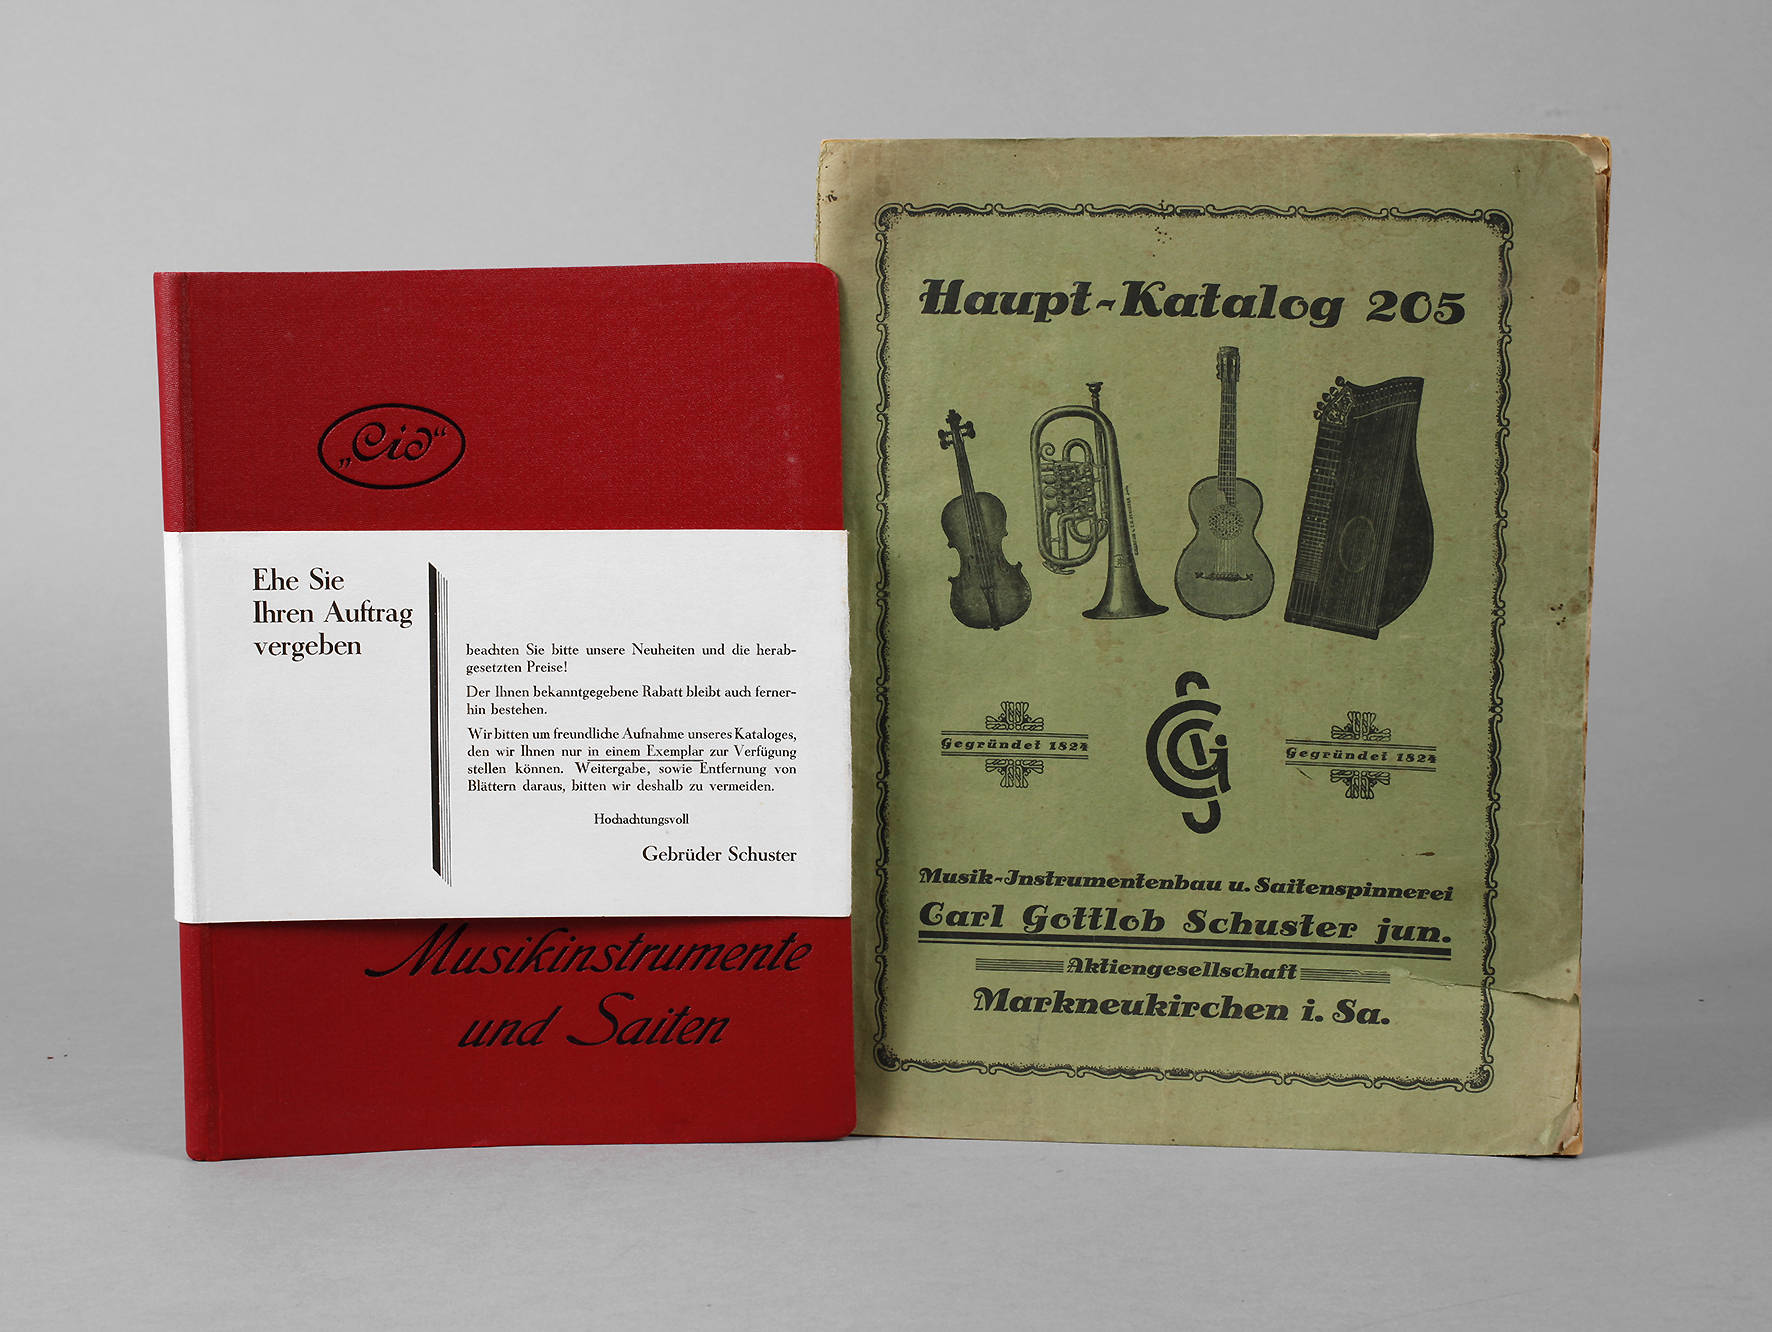 „Cid“
Ehe Sie
Ihren Auftrag
vergeben
beachten Sie bitte unsere Neuheiten und die herab-
gesetzten Preise!
Der Ihnen bekanntgegebene Rabatt bleibt auch ferner-
hin bestehen.
Wir bitten um freundliche Aufnahme unseres Kataloges,
den wir Ihnen nur in einem Exemplar zur Verfügung
stellen können. Weitergabe, sowie Entfernung von
Blättern daraus, bitten wir deshalb zu vermeiden.
Hochachtungsvoll
Gebrüder Schuster
Musikinstrumente
und Saiten
Haupt-Katalog 205
Gegründet 1824
CGS
Gegründet 1824
Musik-Instrumentenbau u. Saitenspinnerei
Carl Gottlob Schuster jun.
Aktiengesellschaft
Markneukirchen i. Sa.